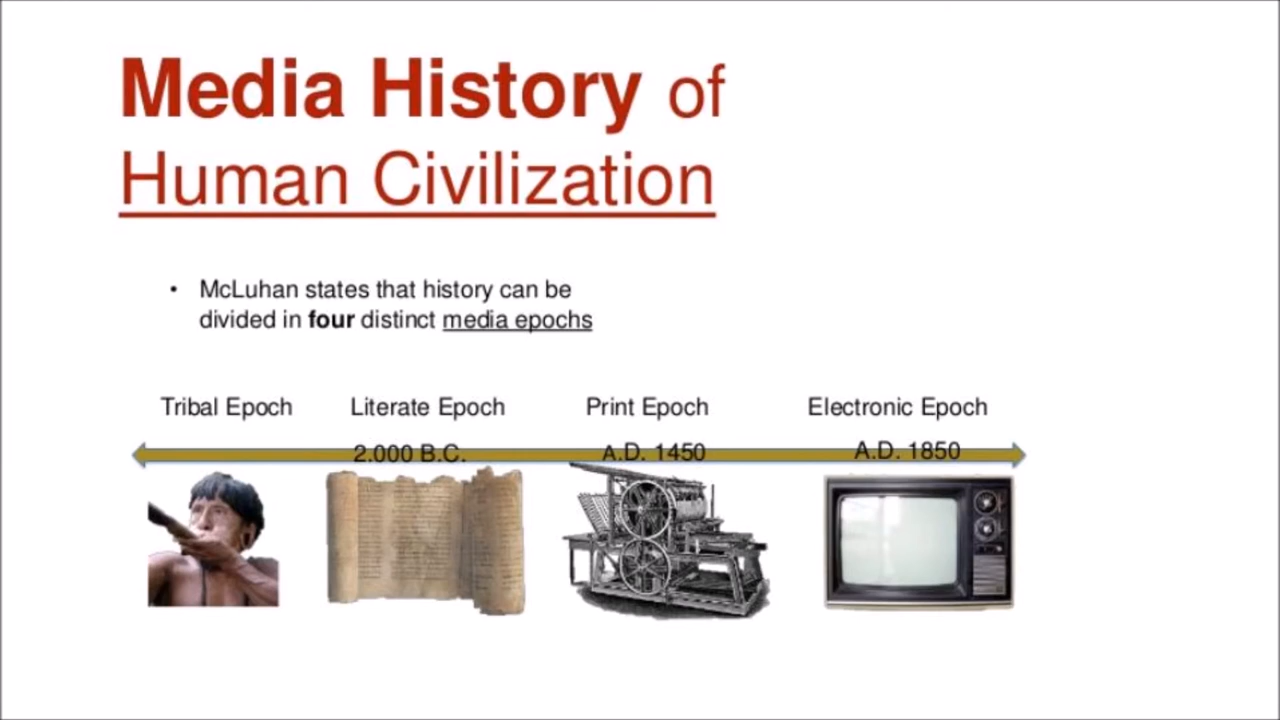 Media History of
Human Civilization
• McLuhan states that history can be
divided in four distinct media epochs
Tribal Epoch Literate Epoch Print Epoch Electronic Epoch
2.000 B.C. A.D. 1450 A.D. 1850